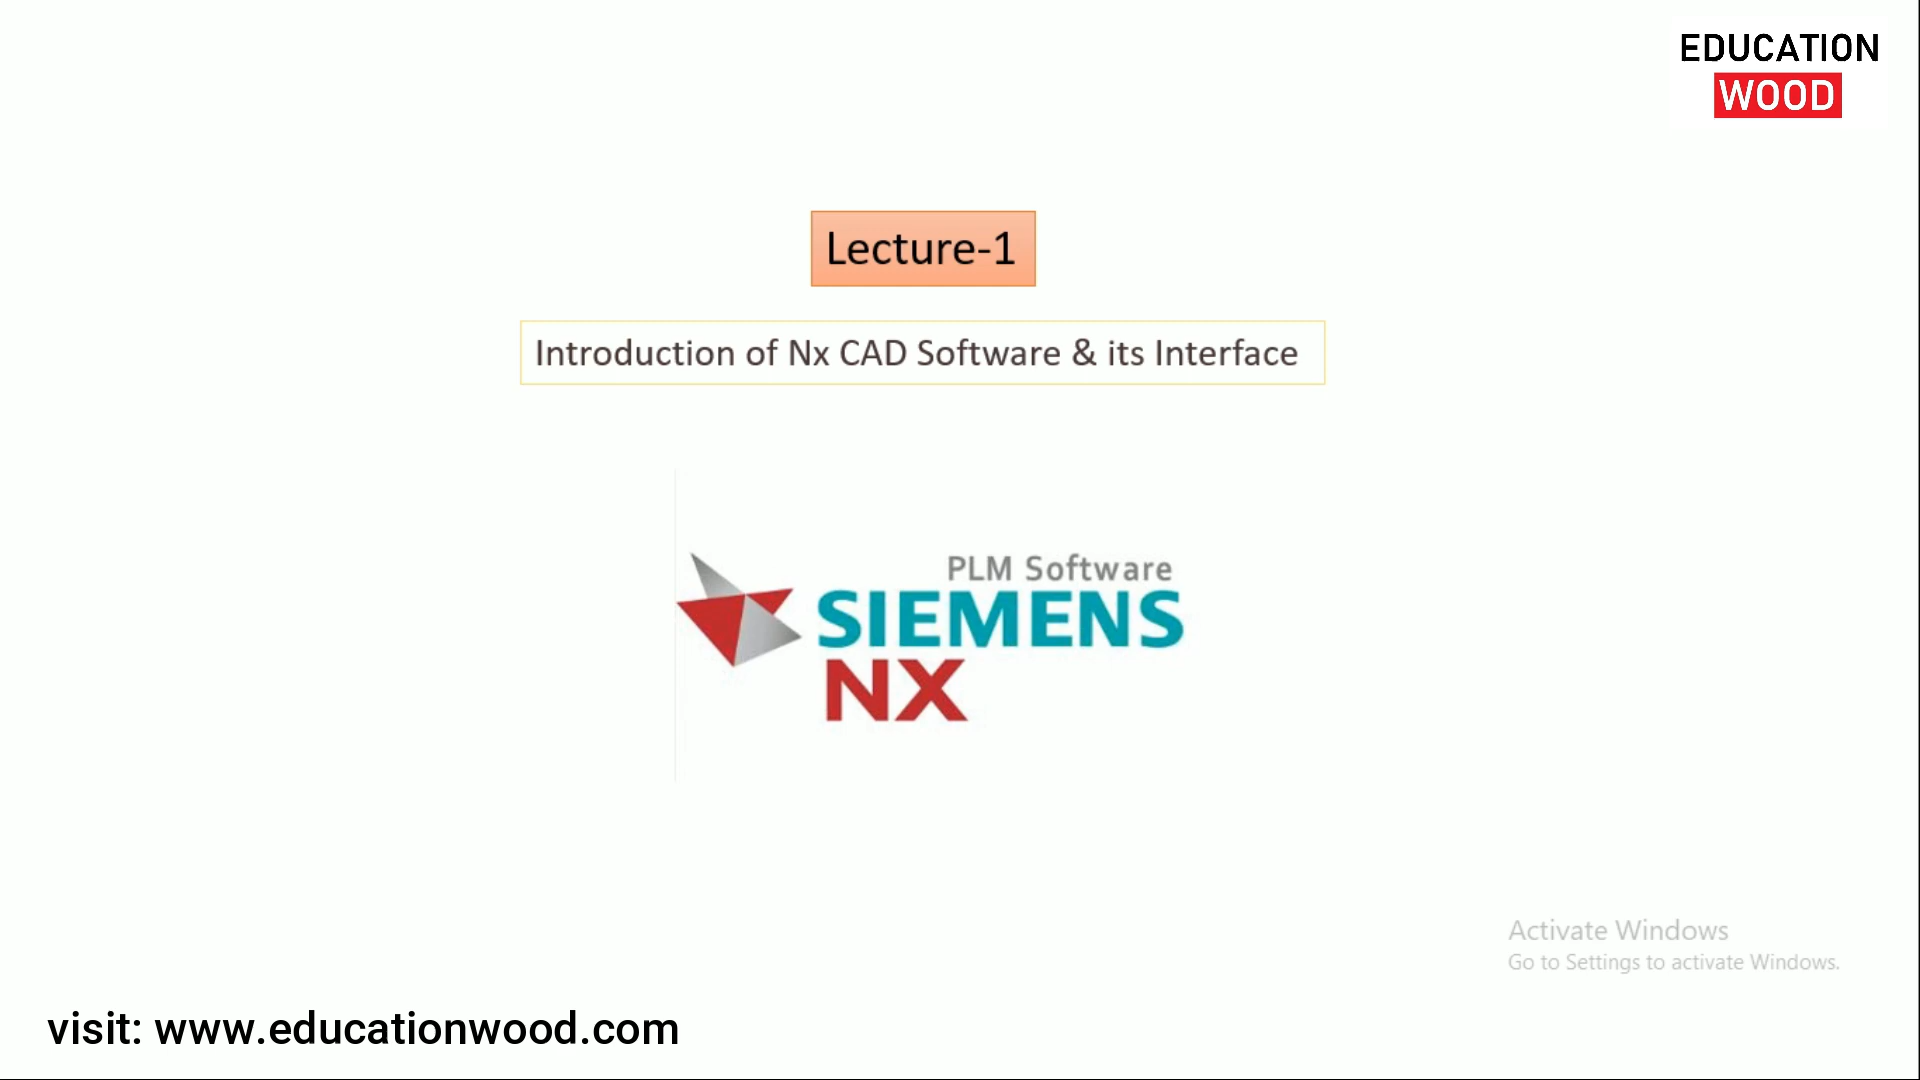 EDUCATION
WOOD
Lecture-1
Introduction of Nx CAD Software & its Interface
PLM Software
SIEMENS
NX
Activate Windows
Go to Settings to activate Windows.
visit: www.educationwood.com